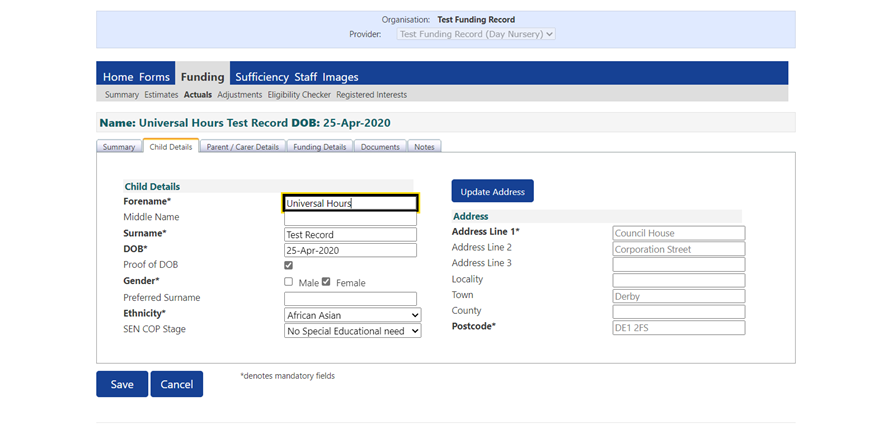 Organisation: Test Funding Record
Provider: Test Funding Record (Day Nursery)
Home Forms Funding Sufficiency Staff Images
Summary Estimates Actuals Adjustments Eligibility Checker Registered Interests
Name: Universal Hours Test Record DOB: 25-Apr-2020
Summary Child Details Parent / Carer Details Funding Details Documents Notes
Child Details
Forename* Universal Hours
Middle Name
Surname* Test Record
DOB* 25-Apr-2020
Proof of DOB
Gender* Male Female
Preferred Surname
Ethnicity* African Asian
SEN COP Stage No Special Educational need
Update Address
Address
Address Line 1* Council House
Address Line 2 Corporation Street
Address Line 3
Locality
Town Derby
County
Postcode* DE1 2FS
Save Cancel *denotes mandatory fields